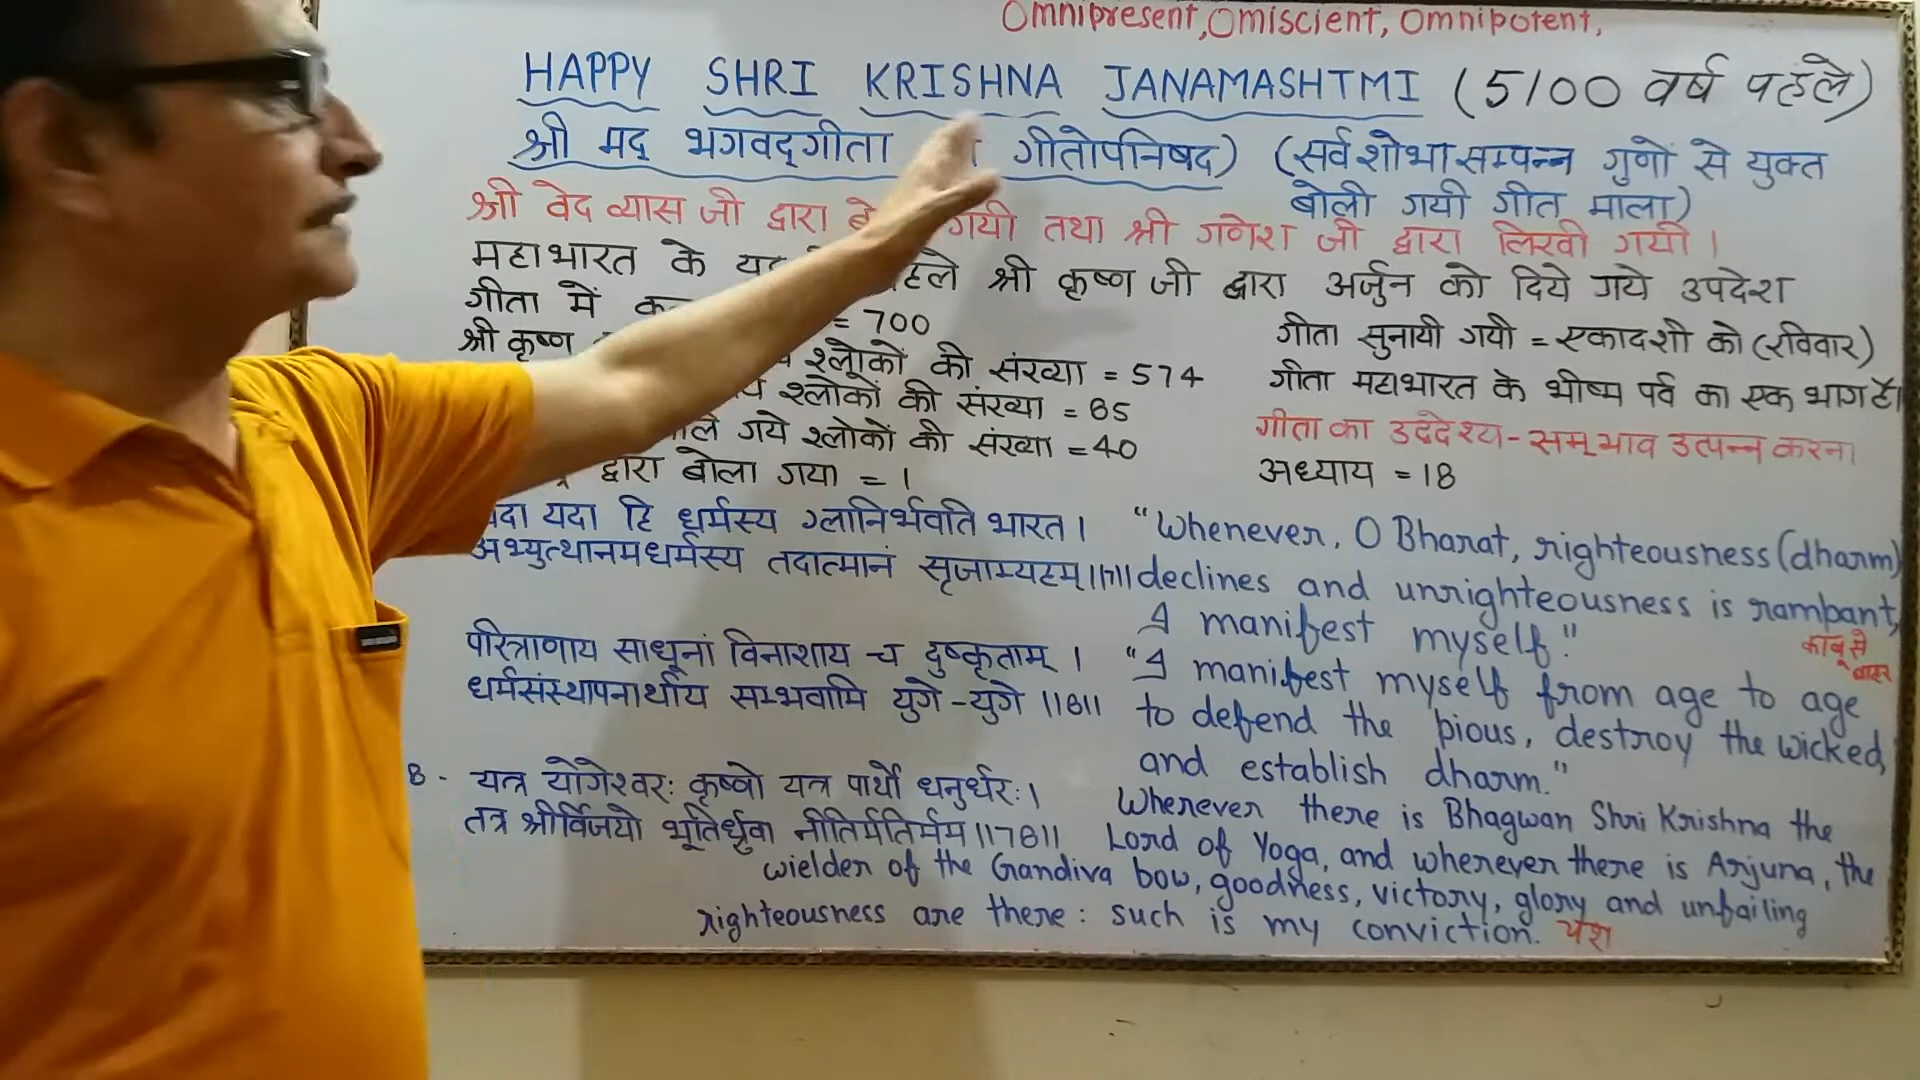 Omnipresent, Omiscient, Omnipotent,
HAPPY SHRI KRISHNA JANAMASHTMI (5100 वर्ष पहले)
श्री मद् भगवद्गीता गीतोपनिषद) (सर्वशोभासम्पन्न गुणों से युक्त
बोली गयी गीत माला)
श्री वेद व्यास जी द्वारा गयी तथा श्री गणेश जी द्वारा लिखी गयी।
महाभारत के श्री कृष्ण जी द्वारा अर्जुन को दिये गये उपदेश
गीता में = 700
श्री कृष्ण श्लोकों की संख्या = 574
श्लोकों की संख्या = 85
गये श्लोकों की संख्या = 40
द्वारा बोला गया = 1
गीता सुनायी गयी = एकादशी को (रविवार)
गीता महाभारत के भीष्म पर्व का एक भाग है।
गीता का उद्देश्य - समभाव उत्पन्न करना
अध्याय = 18
यदा हि धर्मस्य ग्लानिर्भवति भारत।
अभ्युत्थानमधर्मस्य तदात्मानं सृजाम्यहम्॥7॥
"Whenever, O Bharat, righteousness (dharm)
declines and unrighteousness is rampant,
I manifest myself."
काबू से
बाहर
परित्राणाय साधूनां विनाशाय च दुष्कृताम्।
धर्मसंस्थापनार्थाय सम्भवामि युगे-युगे॥8॥
"I manifest myself from age to age
to defend the pious, destroy the wicked,
and establish dharm."
8 - यत्र योगेश्वरः कृष्णो यत्र पार्थो धनुर्धरः।
तत्र श्रीर्विजयो भूतिर्ध्रुवा नीतिर्मतिर्मम॥78॥
Wherever there is Bhagwan Shri Krishna the
Lord of Yoga, and wherever there is Arjuna, the
wielder of the Gandiva bow, goodness, victory, glory and unfailing
righteousness are there: such is my conviction. यश